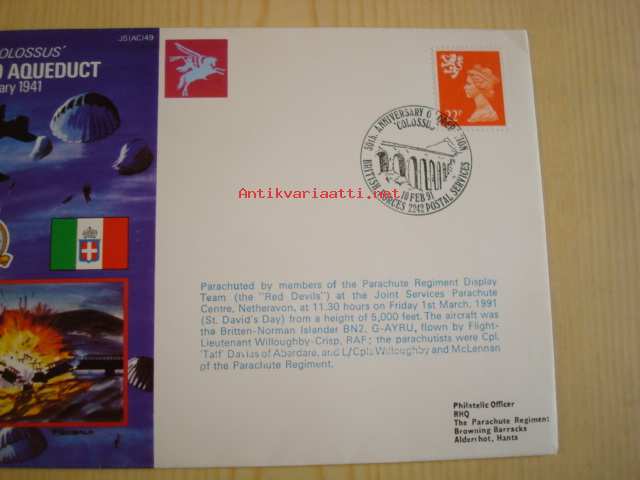 JS(AC)49
COLOSSUS'
AQUEDUCT
1941
22P
50th. ANNIVERSARY O
'COLOSSUS
BRITISH FORCES 2242 POSTAL SERVICES
10 FEB 91
Antikvariaatti.net
Parachuted by members of the Parachute Regiment Display
Team (the "Red Devils") at the Joint Services Parachute
Centre, Netheravon, at 11.30 hours on Friday 1st March, 1991
(St. David's Day) from a height of 5,000 feet. The aircraft was
the Britten-Norman Islander BN2, G-AYRU, flown by Flight-
Lieutenant Willoughby-Crisp, RAF; the parachutists were Cpl.
'Taff' Davius of Aberdare, and L/Cpls Willoughby and McLennan
of the Parachute Regiment.
Philatelic Officer
RHQ
The Parachute Regiment
Browning Barracks
Aldershot, Hants